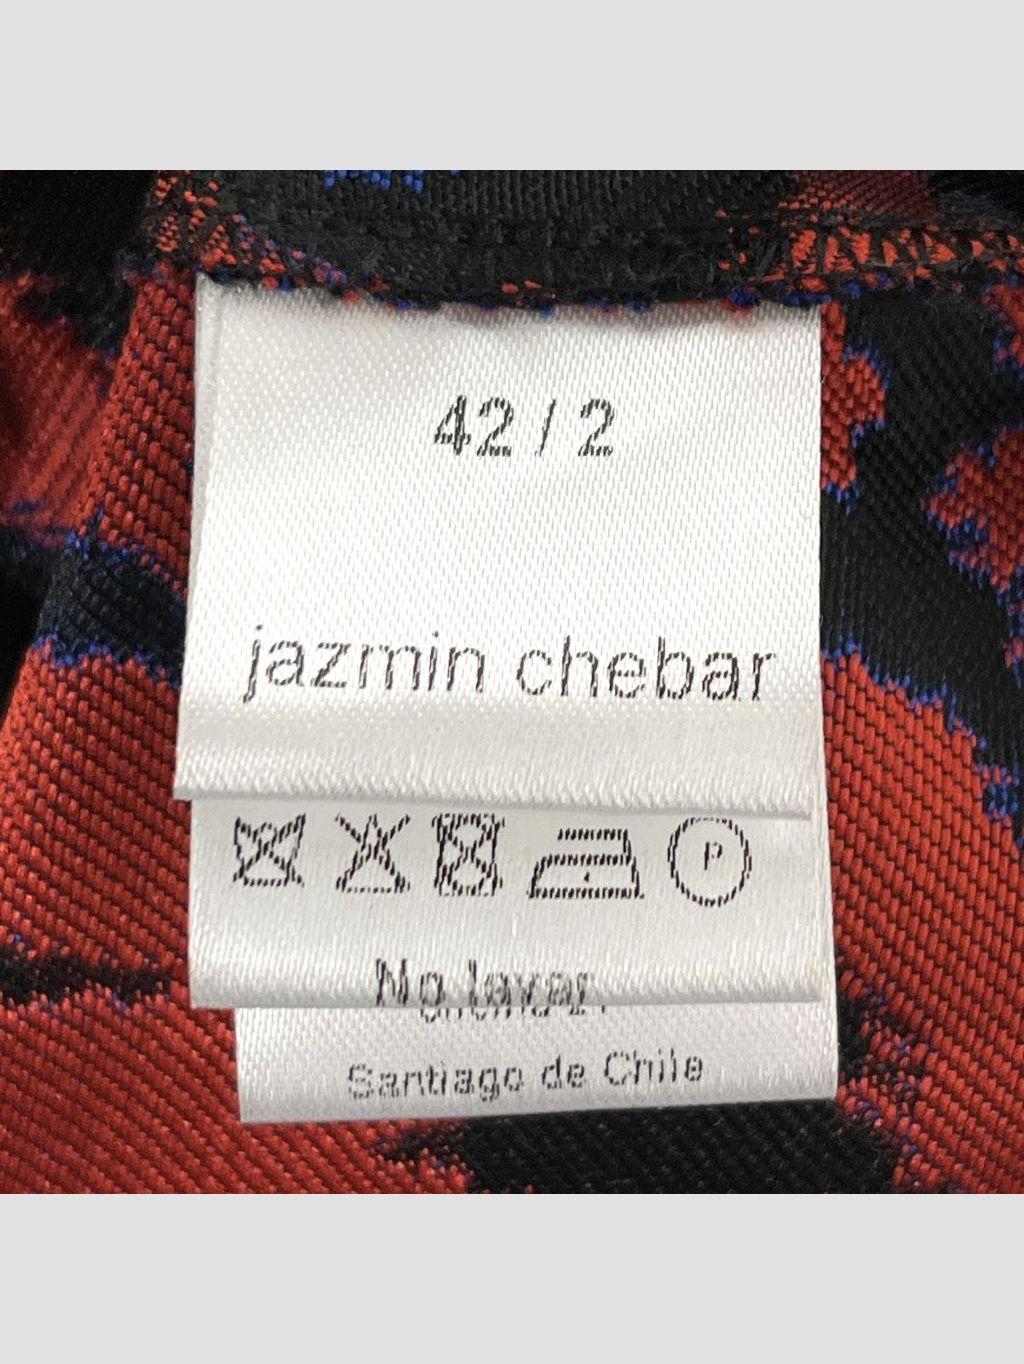 42 / 2
jazmin chebar
P
No lavar
Santiago de Chile